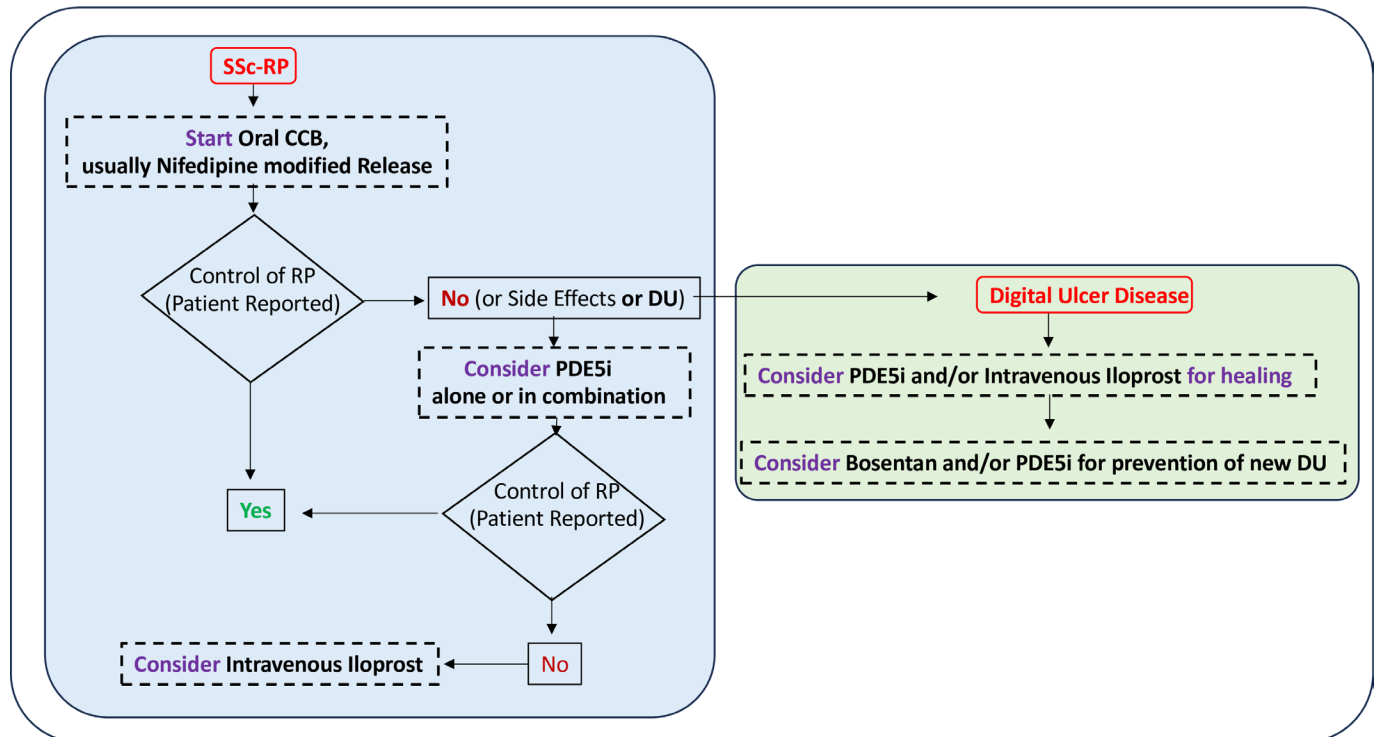 SSc-RP
Start Oral CCB,
usually Nifedipine modified Release
Control of RP
(Patient Reported)
No (or Side Effects or DU)
Consider PDE5i
alone or in combination
Control of RP
(Patient Reported)
Yes
No
Consider Intravenous Iloprost
Digital Ulcer Disease
Consider PDE5i and/or Intravenous Iloprost for healing
Consider Bosentan and/or PDE5i for prevention of new DU